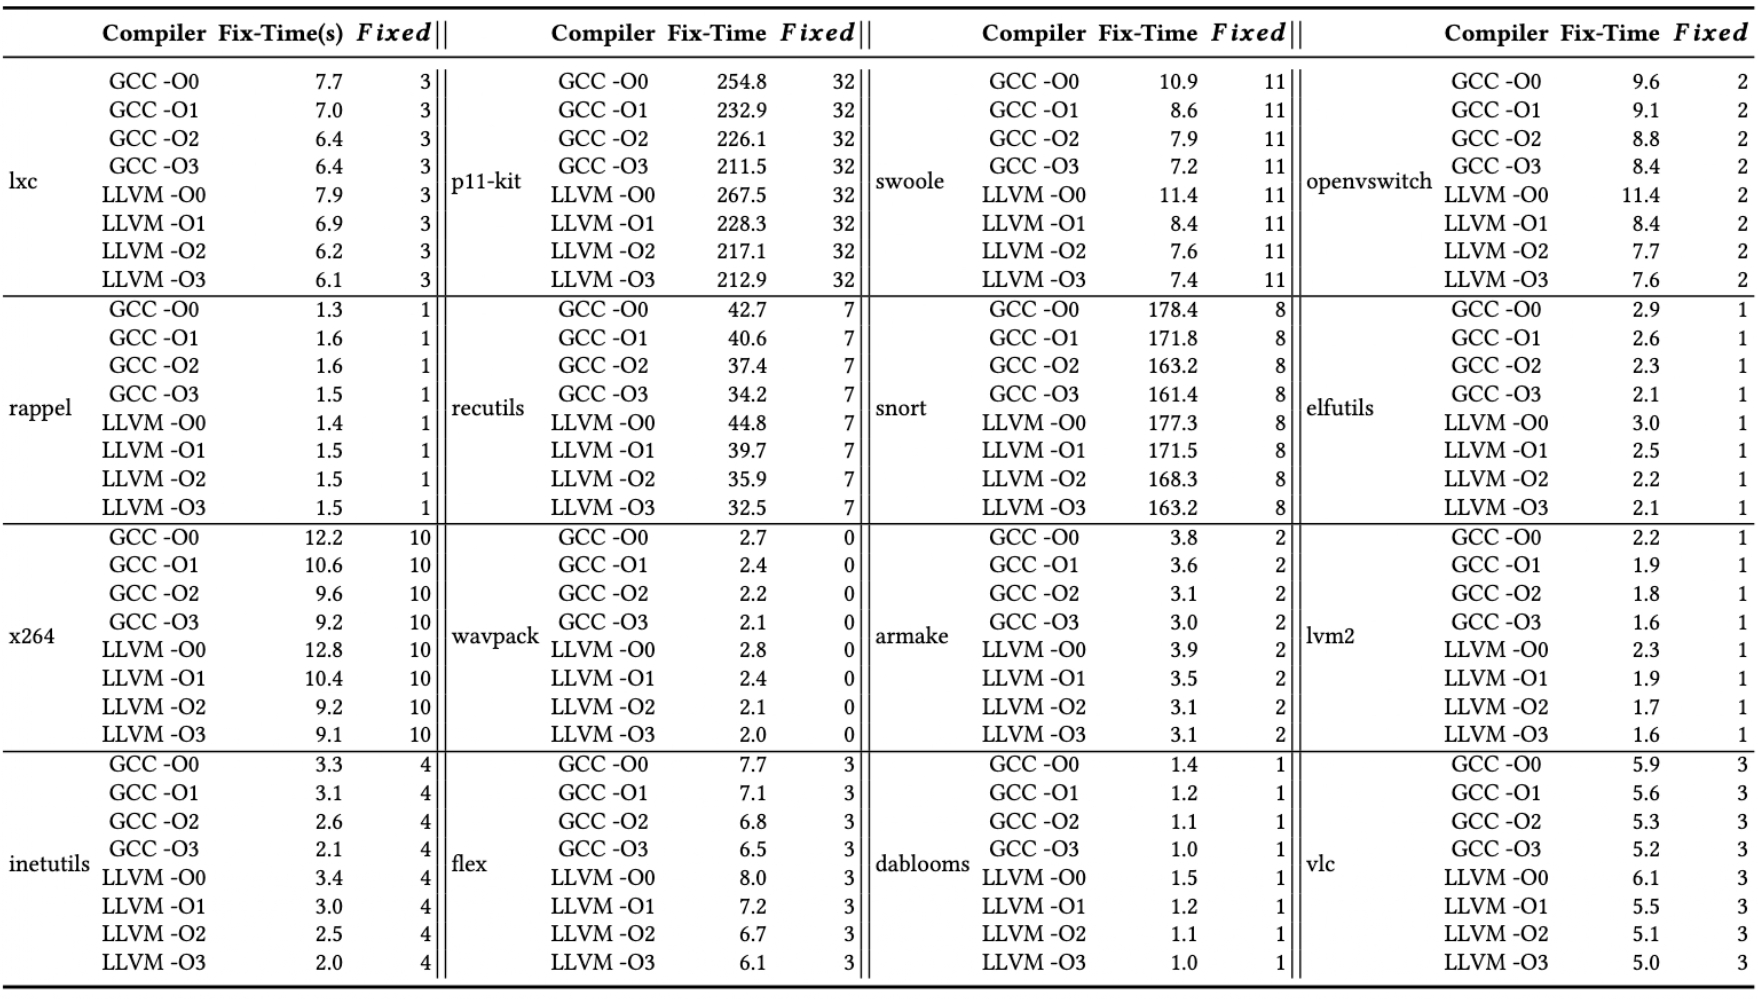 Compiler Fix-Time(s) Fixed Compiler Fix-Time Fixed Compiler Fix-Time Fixed Compiler Fix-Time Fixed
GCC -O0 7.7 3 GCC -O0 254.8 32 GCC -O0 10.9 11 GCC -O0 9.6 2
GCC -O1 7.0 3 GCC -O1 232.9 32 GCC -O1 8.6 11 GCC -O1 9.1 2
GCC -O2 6.4 3 GCC -O2 226.1 32 GCC -O2 7.9 11 GCC -O2 8.8 2
GCC -O3 6.4 3 GCC -O3 211.5 32 GCC -O3 7.2 11 GCC -O3 8.4 2
lxc p11-kit swoole openvswitch
LLVM -O0 7.9 3 LLVM -O0 267.5 32 LLVM -O0 11.4 11 LLVM -O0 11.4 2
LLVM -O1 6.9 3 LLVM -O1 228.3 32 LLVM -O1 8.4 11 LLVM -O1 8.4 2
LLVM -O2 6.2 3 LLVM -O2 217.1 32 LLVM -O2 7.6 11 LLVM -O2 7.7 2
LLVM -O3 6.1 3 LLVM -O3 212.9 32 LLVM -O3 7.4 11 LLVM -O3 7.6 2
GCC -O0 1.3 1 GCC -O0 42.7 7 GCC -O0 178.4 8 GCC -O0 2.9 1
GCC -O1 1.6 1 GCC -O1 40.6 7 GCC -O1 171.8 8 GCC -O1 2.6 1
GCC -O2 1.6 1 GCC -O2 37.4 7 GCC -O2 163.2 8 GCC -O2 2.3 1
GCC -O3 1.5 1 GCC -O3 34.2 7 GCC -O3 161.4 8 GCC -O3 2.1 1
rappel recutils snort elfutils
LLVM -O0 1.4 1 LLVM -O0 44.8 7 LLVM -O0 177.3 8 LLVM -O0 3.0 1
LLVM -O1 1.5 1 LLVM -O1 39.7 7 LLVM -O1 171.5 8 LLVM -O1 2.5 1
LLVM -O2 1.5 1 LLVM -O2 35.9 7 LLVM -O2 168.3 8 LLVM -O2 2.2 1
LLVM -O3 1.5 1 LLVM -O3 32.5 7 LLVM -O3 163.2 8 LLVM -O3 2.1 1
GCC -O0 12.2 10 GCC -O0 2.7 0 GCC -O0 3.8 2 GCC -O0 2.2 1
GCC -O1 10.6 10 GCC -O1 2.4 0 GCC -O1 3.6 2 GCC -O1 1.9 1
GCC -O2 9.6 10 GCC -O2 2.2 0 GCC -O2 3.1 2 GCC -O2 1.8 1
GCC -O3 9.2 10 GCC -O3 2.1 0 GCC -O3 3.0 2 GCC -O3 1.6 1
x264 wavpack armake lvm2
LLVM -O0 12.8 10 LLVM -O0 2.8 0 LLVM -O0 3.9 2 LLVM -O0 2.3 1
LLVM -O1 10.4 10 LLVM -O1 2.4 0 LLVM -O1 3.5 2 LLVM -O1 1.9 1
LLVM -O2 9.2 10 LLVM -O2 2.1 0 LLVM -O2 3.1 2 LLVM -O2 1.7 1
LLVM -O3 9.1 10 LLVM -O3 2.0 0 LLVM -O3 3.1 2 LLVM -O3 1.6 1
GCC -O0 3.3 4 GCC -O0 7.7 3 GCC -O0 1.4 1 GCC -O0 5.9 3
GCC -O1 3.1 4 GCC -O1 7.1 3 GCC -O1 1.2 1 GCC -O1 5.6 3
GCC -O2 2.6 4 GCC -O2 6.8 3 GCC -O2 1.1 1 GCC -O2 5.3 3
GCC -O3 2.1 4 GCC -O3 6.5 3 GCC -O3 1.0 1 GCC -O3 5.2 3
inetutils flex dablooms vlc
LLVM -O0 3.4 4 LLVM -O0 8.0 3 LLVM -O0 1.5 1 LLVM -O0 6.1 3
LLVM -O1 3.0 4 LLVM -O1 7.2 3 LLVM -O1 1.2 1 LLVM -O1 5.5 3
LLVM -O2 2.5 4 LLVM -O2 6.7 3 LLVM -O2 1.1 1 LLVM -O2 5.1 3
LLVM -O3 2.0 4 LLVM -O3 6.1 3 LLVM -O3 1.0 1 LLVM -O3 5.0 3